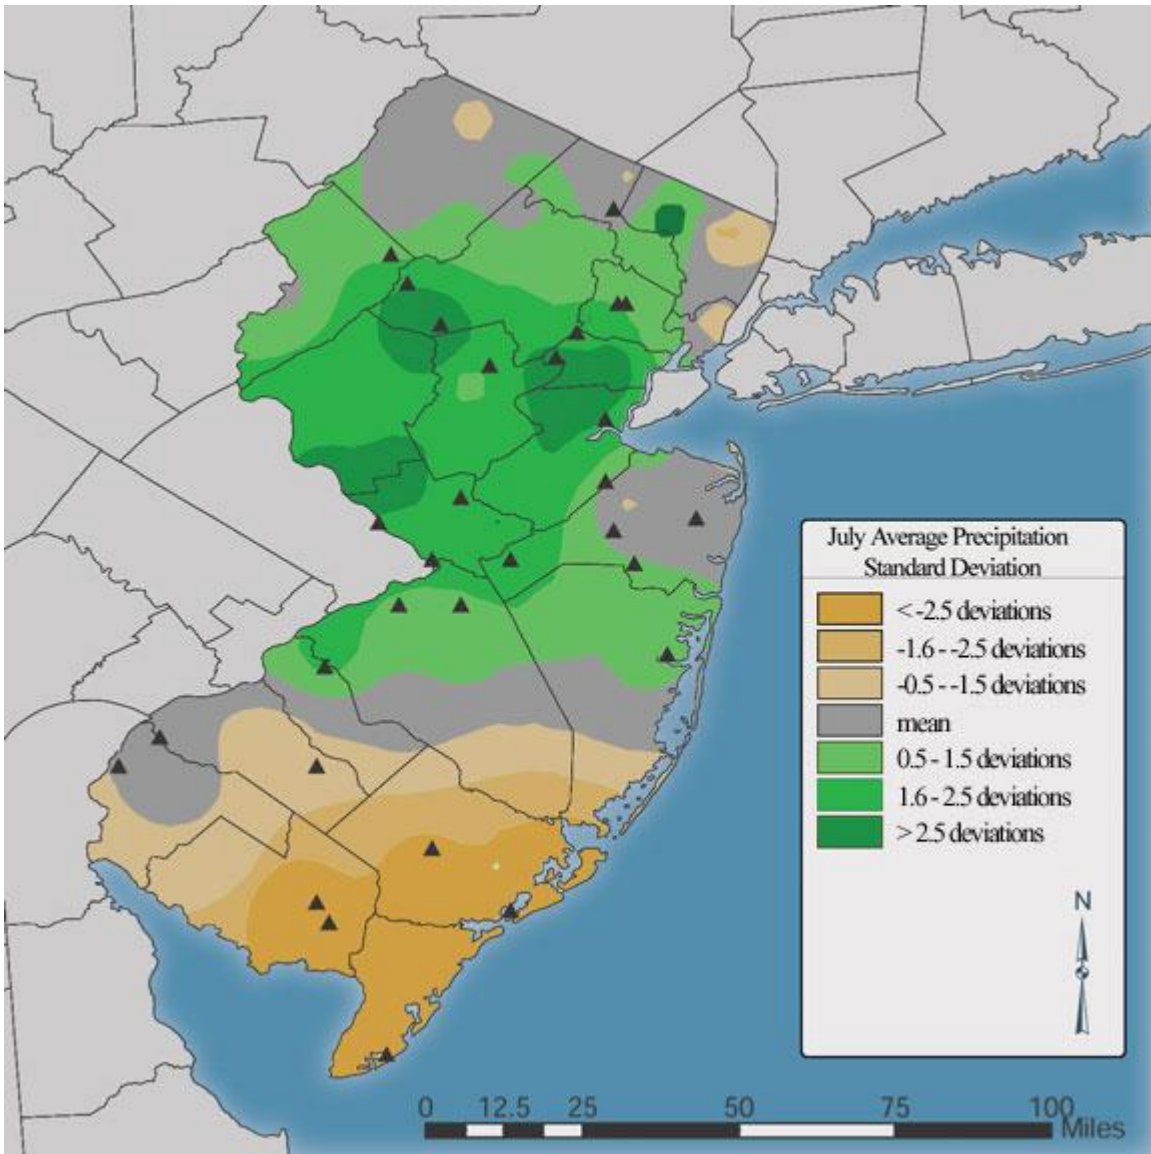 July Average Precipitation
Standard Deviation
< -2.5 deviations
-1.6 - -2.5 deviations
-0.5 - -1.5 deviations
mean
0.5 - 1.5 deviations
1.6 - 2.5 deviations
> 2.5 deviations
N
0 12.5 25 50 75 100
Miles